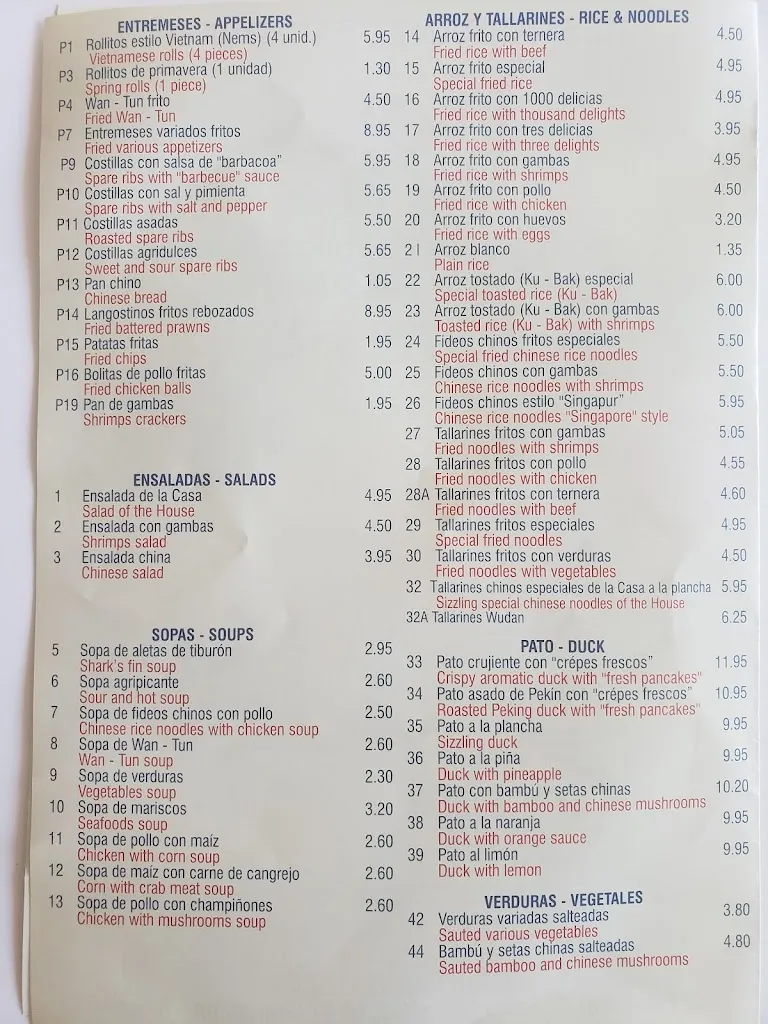 ENTREMESES - APPELIZERS
P1 Rollitos estilo Vietnam (Nems) (4 unid.) 5.95
Vietnamese rolls (4 pieces)
P3 Rollitos de primavera (1 unidad) 1.30
Spring rolls (1 piece)
P4 Wan - Tun frito 4.50
Fried Wan - Tun
P7 Entremeses variados fritos 8.95
Fried various appetizers
P9 Costillas con salsa de “barbacoa” 5.95
Spare ribs with "barbecue" sauce
P10 Costillas con sal y pimienta 5.65
Spare ribs with salt and pepper
P11 Costillas asadas 5.50
Roasted spare ribs
P12 Costillas agridulces 5.65
Sweet and sour spare ribs
P13 Pan chino 1.05
Chinese bread
P14 Langostinos fritos rebozados 8.95
Fried battered prawns
P15 Patatas fritas 1.95
Fried chips
P16 Bolitas de pollo fritas 5.00
Fried chicken balls
P19 Pan de gambas 1.95
Shrimps crackers
ENSALADAS - SALADS
1 Ensalada de la Casa 4.95
Salad of the House
2 Ensalada con gambas 4.50
Shrimps salad
3 Ensalada china 3.95
Chinese salad
SOPAS - SOUPS
5 Sopa de aletas de tiburón 2.95
Shark's fin soup
6 Sopa agripicante 2.60
Sour and hot soup
7 Sopa de fideos chinos con pollo 2.50
Chinese rice noodles with chicken soup
8 Sopa de Wan - Tun 2.60
Wan - Tun soup
9 Sopa de verduras 2.30
Vegetables soup
10 Sopa de mariscos 3.20
Seafoods soup
11 Sopa de pollo con maíz 2.60
Chicken with corn soup
12 Sopa de maíz con carne de cangrejo 2.60
Corn with crab meat soup
13 Sopa de pollo con champiñones 2.60
Chicken with mushrooms soup
ARROZ Y TALLARINES - RICE & NOODLES
14 Arroz frito con ternera 4.50
Fried rice with beef
15 Arroz frito especial 4.95
Special fried rice
16 Arroz frito con 1000 delicias 4.95
Fried rice with thousand delights
17 Arroz frito con tres delicias 3.95
Fried rice with three delights
18 Arroz frito con gambas 4.95
Fried rice with shrimps
19 Arroz frito con pollo 4.50
Fried rice with chicken
20 Arroz frito con huevos 3.20
Fried rice with eggs
21 Arroz blanco 1.35
Plain rice
22 Arroz tostado (Ku - Bak) especial 6.00
Special toasted rice (Ku - Bak)
23 Arroz tostado (Ku - Bak) con gambas 6.00
Toasted rice (Ku - Bak) with shrimps
24 Fideos chinos fritos especiales 5.50
Special fried chinese rice noodles
25 Fideos chinos con gambas 5.50
Chinese rice noodles with shrimps
26 Fideos chinos estilo “Singapur” 5.95
Chinese rice noodles "Singapore" style
27 Tallarines fritos con gambas 5.05
Fried noodles with shrimps
28 Tallarines fritos con pollo 4.55
Fried noodles with chicken
28A Tallarines fritos con ternera 4.60
Fried noodles with beef
29 Tallarines fritos especiales 4.95
Special fried noodles
30 Tallarines fritos con verduras 4.50
Fried noodles with vegetables
32 Tallarines chinos especiales de la Casa a la plancha 5.95
Sizzling special chinese noodles of the House
32A Tallarines Wudan 6.25
PATO - DUCK
33 Pato crujiente con “crépes frescos” 11.95
Crispy aromatic duck with "fresh pancakes"
34 Pato asado de Pekín con “crépes frescos” 10.95
Roasted Peking duck with "fresh pancakes"
35 Pato a la plancha 9.95
Sizzling duck
36 Pato a la piña 9.95
Duck with pineapple
37 Pato con bambú y setas chinas 10.20
Duck with bamboo and chinese mushrooms
38 Pato a la naranja 9.95
Duck with orange sauce
39 Pato al limón 9.95
Duck with lemon
VERDURAS - VEGETALES
42 Verduras variadas salteadas 3.80
Sauted various vegetables
44 Bambú y setas chinas salteadas 4.80
Sauted bamboo and chinese mushrooms